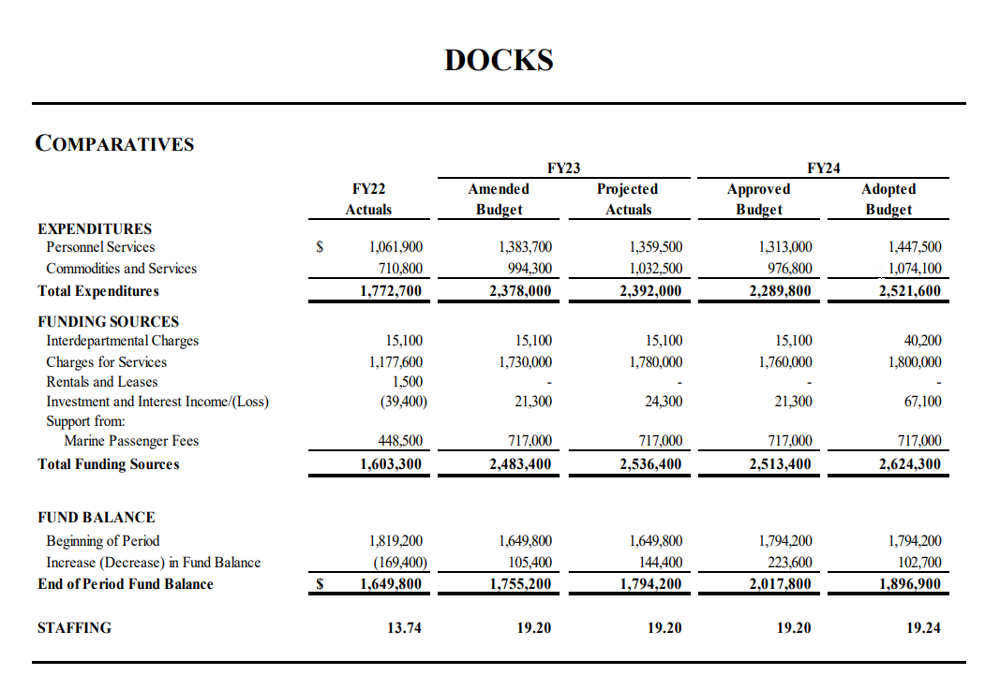 DOCKS
COMPARATIVES
FY23 FY24
FY22 Amended Projected Approved Adopted
Actuals Budget Actuals Budget Budget
EXPENDITURES
Personnel Services $ 1,061,900 1,383,700 1,359,500 1,313,000 1,447,500
Commodities and Services 710,800 994,300 1,032,500 976,800 1,074,100
Total Expenditures 1,772,700 2,378,000 2,392,000 2,289,800 2,521,600
FUNDING SOURCES
Interdepartmental Charges 15,100 15,100 15,100 15,100 40,200
Charges for Services 1,177,600 1,730,000 1,780,000 1,760,000 1,800,000
Rentals and Leases 1,500 - - - -
Investment and Interest Income/(Loss) (39,400) 21,300 24,300 21,300 67,100
Support from:
Marine Passenger Fees 448,500 717,000 717,000 717,000 717,000
Total Funding Sources 1,603,300 2,483,400 2,536,400 2,513,400 2,624,300
FUND BALANCE
Beginning of Period 1,819,200 1,649,800 1,649,800 1,794,200 1,794,200
Increase (Decrease) in Fund Balance (169,400) 105,400 144,400 223,600 102,700
End of Period Fund Balance $ 1,649,800 1,755,200 1,794,200 2,017,800 1,896,900
STAFFING 13.74 19.20 19.20 19.20 19.24